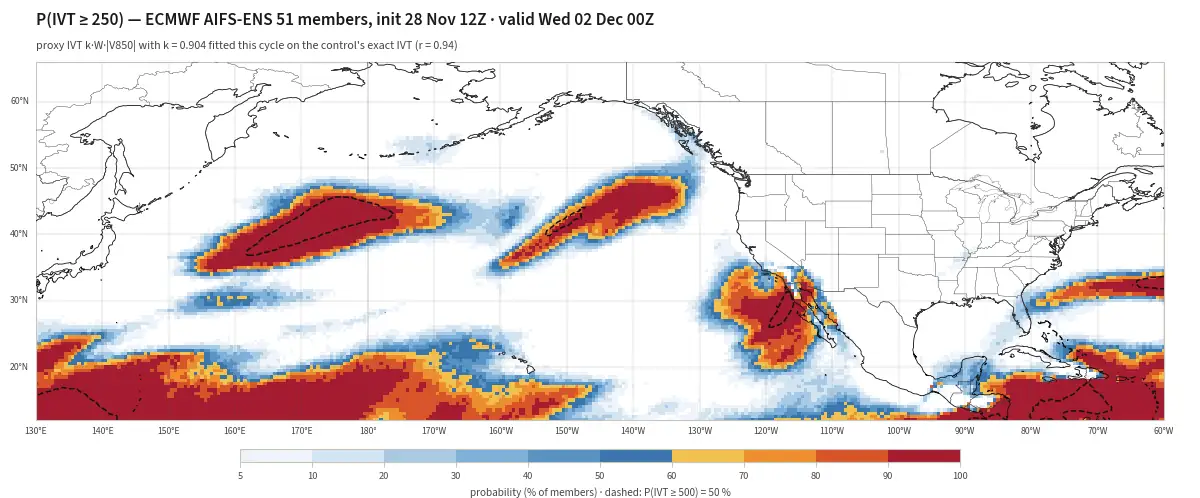 P(IVT ≥ 250) — ECMWF AIFS-ENS 51 members, init 28 Nov 12Z · valid Wed 02 Dec 00Z
proxy IVT k·W·|V850| with k = 0.904 fitted this cycle on the control's exact IVT (r = 0.94)
60°N
50°N
40°N
30°N
20°N
130°E 140°E 150°E 160°E 170°E 180° 170°W 160°W 150°W 140°W 130°W 120°W 110°W 100°W 90°W 80°W 70°W 60°W
5 10 20 30 40 50 60 70 80 90 100
probability (% of members) · dashed: P(IVT ≥ 500) = 50 %